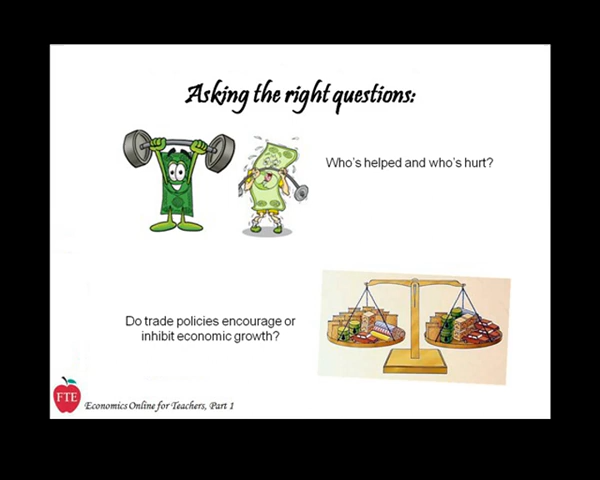 Asking the right questions:
Who's helped and who's hurt?
Do trade policies encourage or
inhibit economic growth?
FTE
Economics Online for Teachers, Part 1